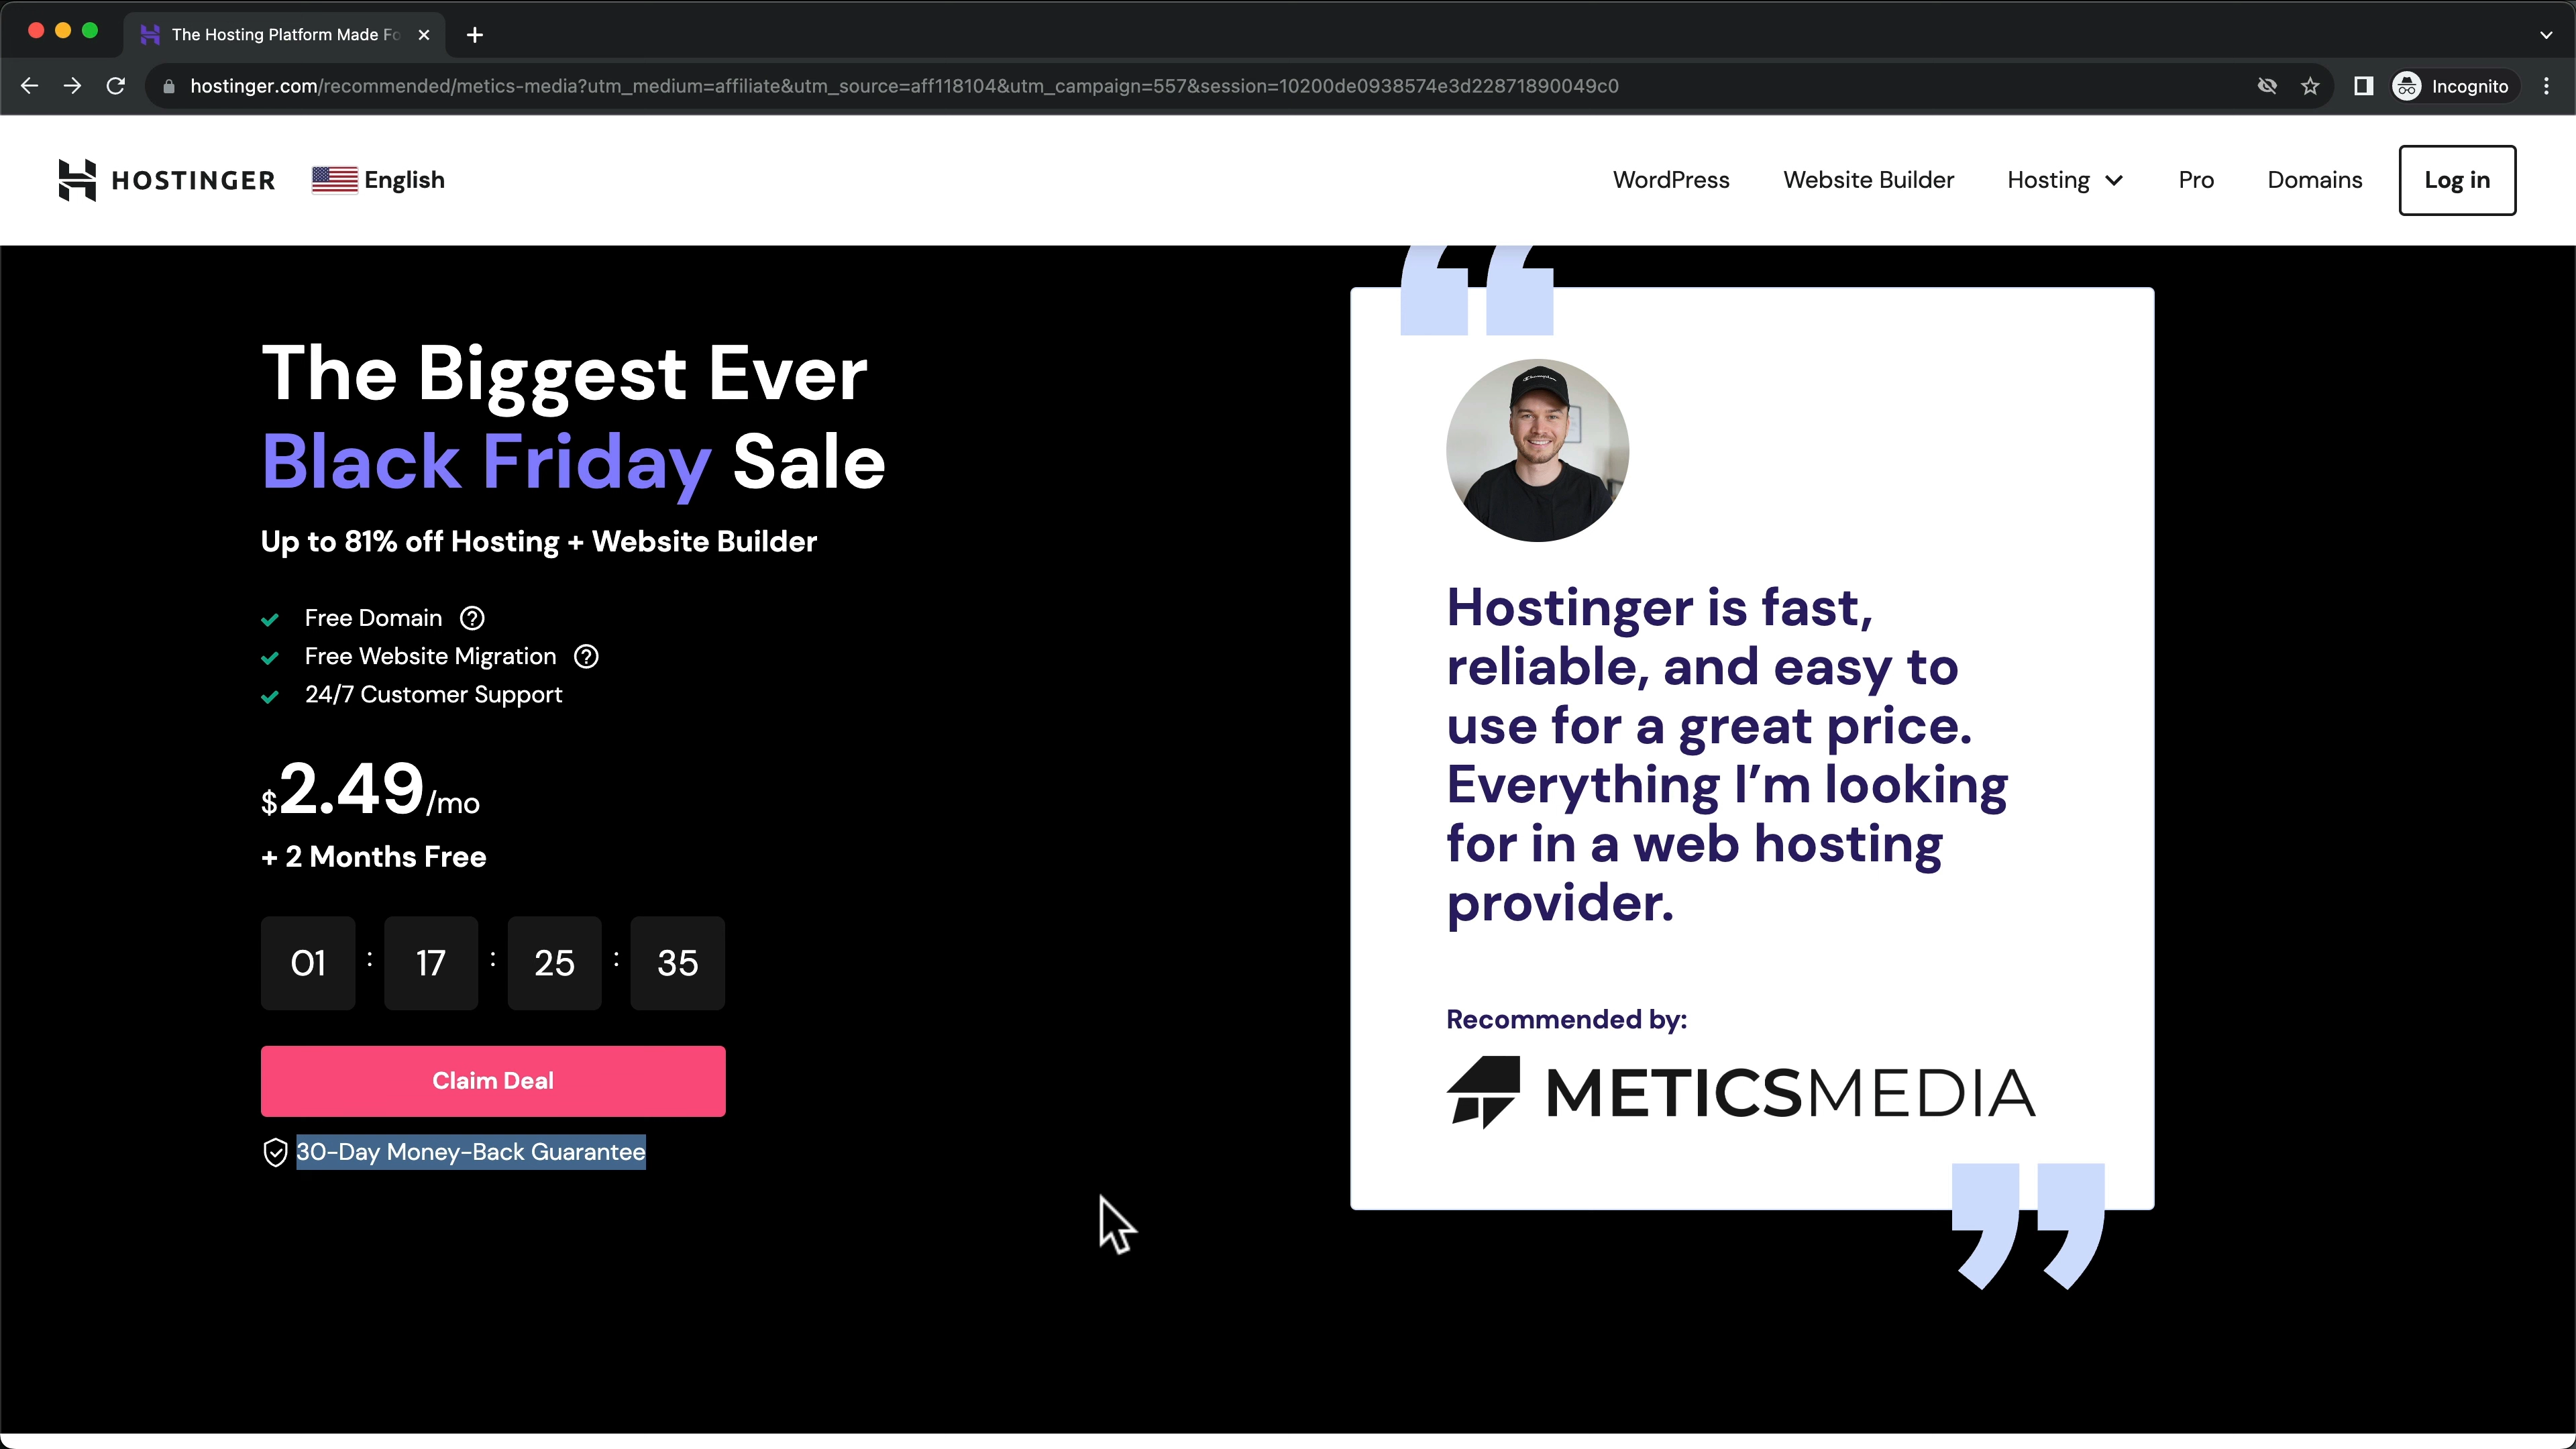 The Hosting Platform Made Fo
hostinger.com/recommended/metics-media?utm_medium=affiliate&utm_source=aff118104&utm_campaign=557&session=10200de0938574e3d22871890049c0
Incognito
HOSTINGER
English
WordPress
Website Builder
Hosting
Pro
Domains
Log in
The Biggest Ever
Black Friday Sale
Up to 81% off Hosting + Website Builder
Free Domain
Free Website Migration
24/7 Customer Support
$2.49/mo
+ 2 Months Free
01 : 17 : 25 : 35
Claim Deal
30-Day Money-Back Guarantee
Hostinger is fast,
reliable, and easy to
use for a great price.
Everything I’m looking
for in a web hosting
provider.
Recommended by:
METICSMEDIA